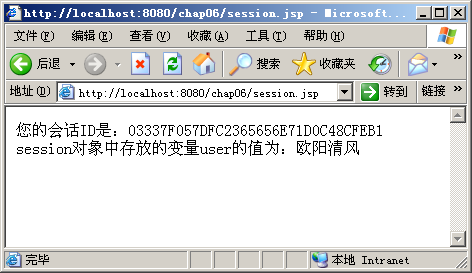 http://localhost:8080/chap06/session.jsp - Microsoft...
文件(F) 编辑(E) 查看(V) 收藏(A) 工具(T) 帮助(H)
后退 搜索 收藏夹
地址(D) http://localhost:8080/chap06/session.jsp 转到 链接 »
您的会话ID是：03337F057DFC2365656E71D0C48CFEB1
session对象中存放的变量user的值为：欧阳清风
完毕 本地 Intranet